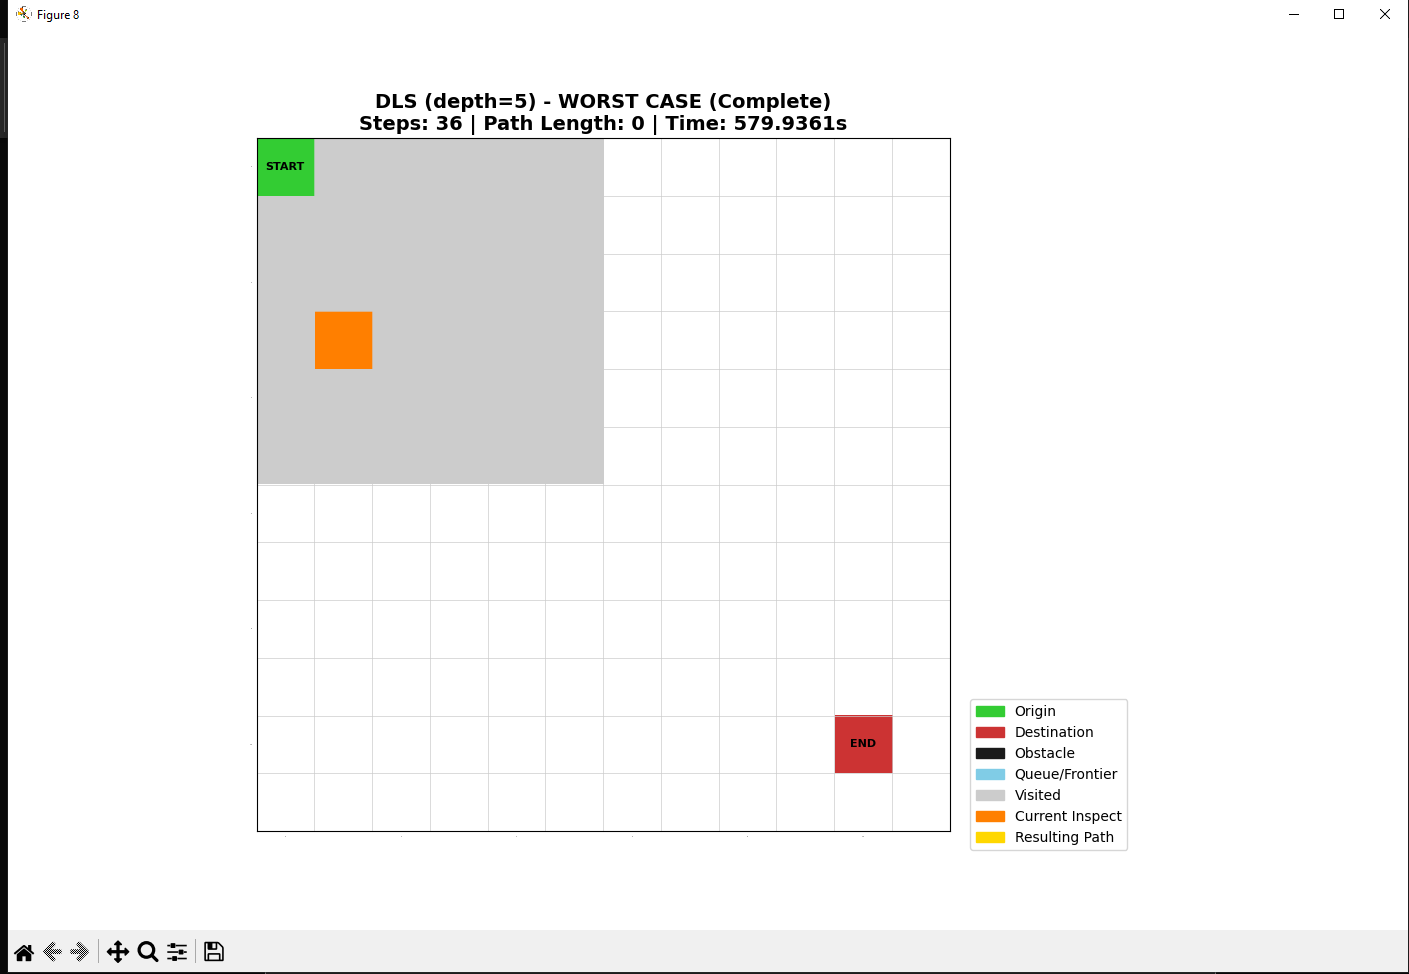 Figure 8
DLS (depth=5) - WORST CASE (Complete)
Steps: 36 | Path Length: 0 | Time: 579.9361s
START
END
Origin
Destination
Obstacle
Queue/Frontier
Visited
Current Inspect
Resulting Path